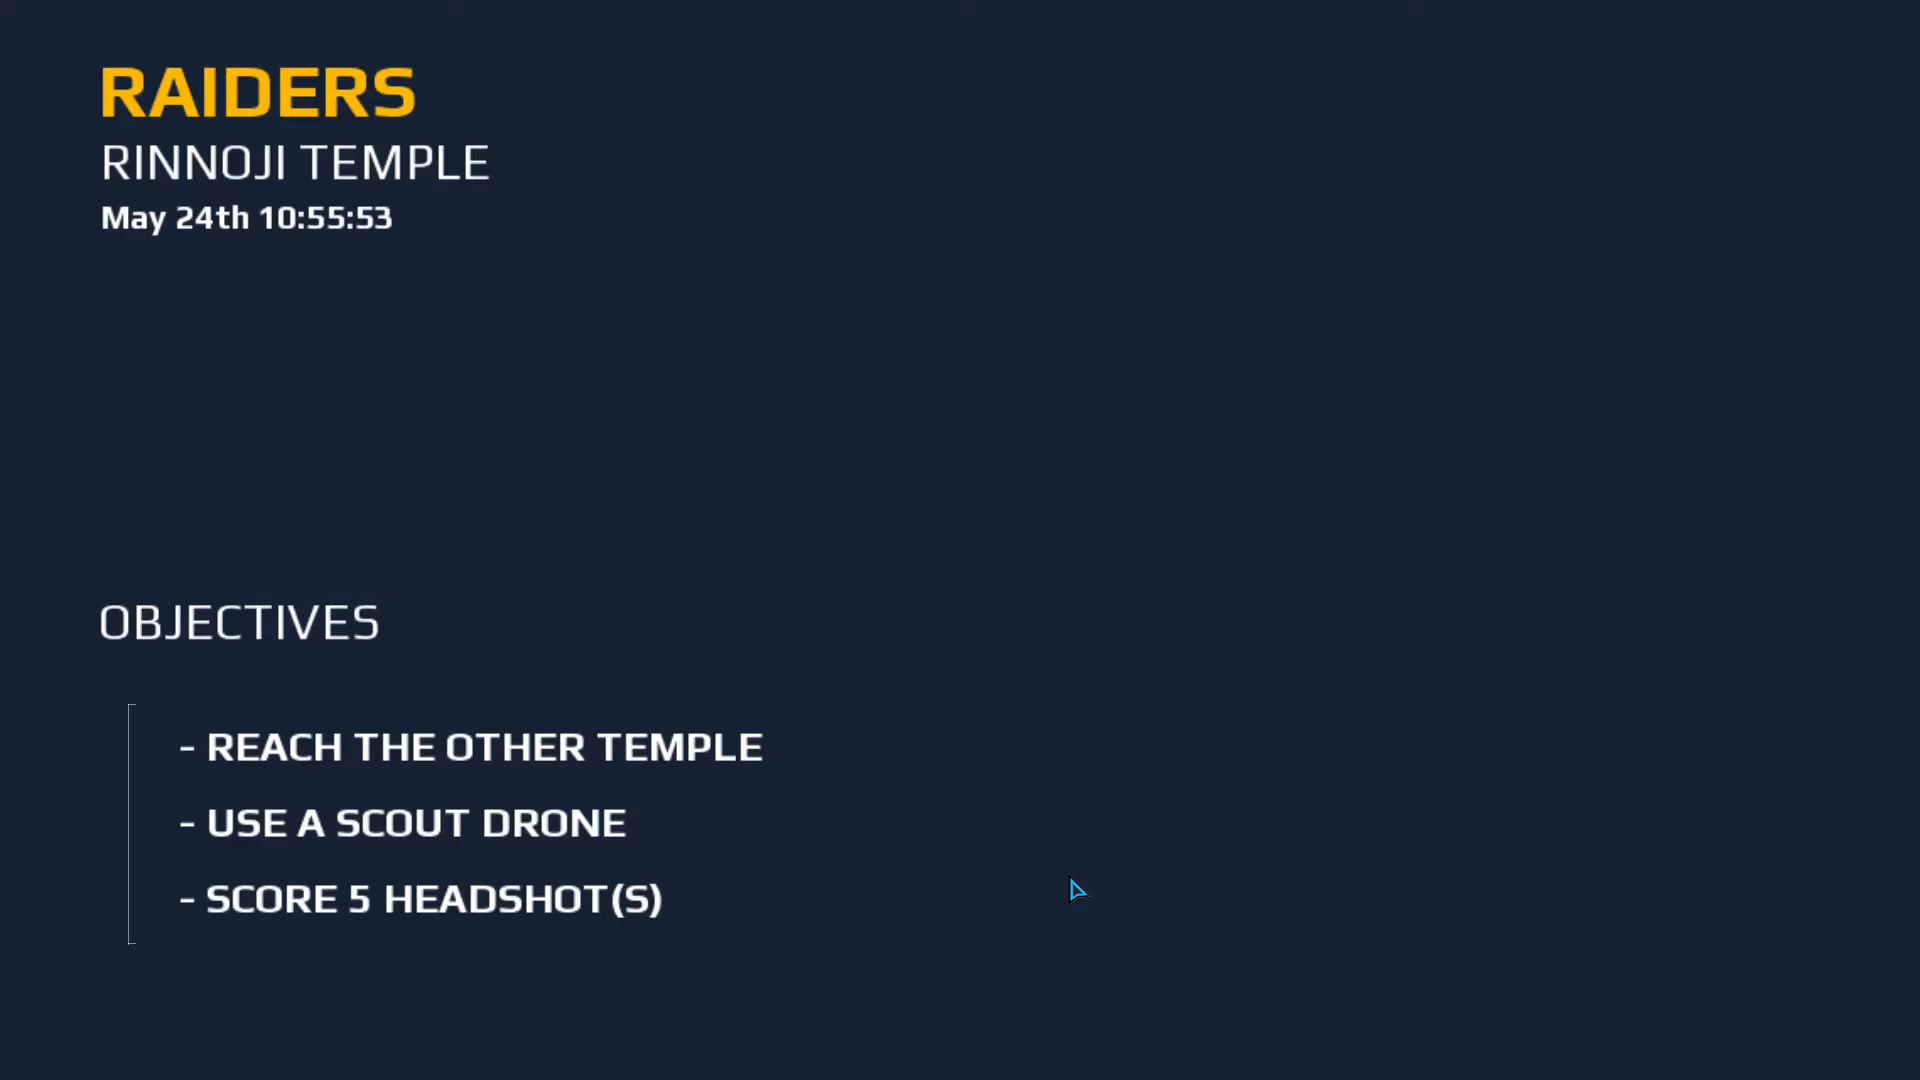 RAIDERS
RINNOJI TEMPLE
May 24th 10:55:53
OBJECTIVES
- REACH THE OTHER TEMPLE
- USE A SCOUT DRONE
- SCORE 5 HEADSHOT(S)